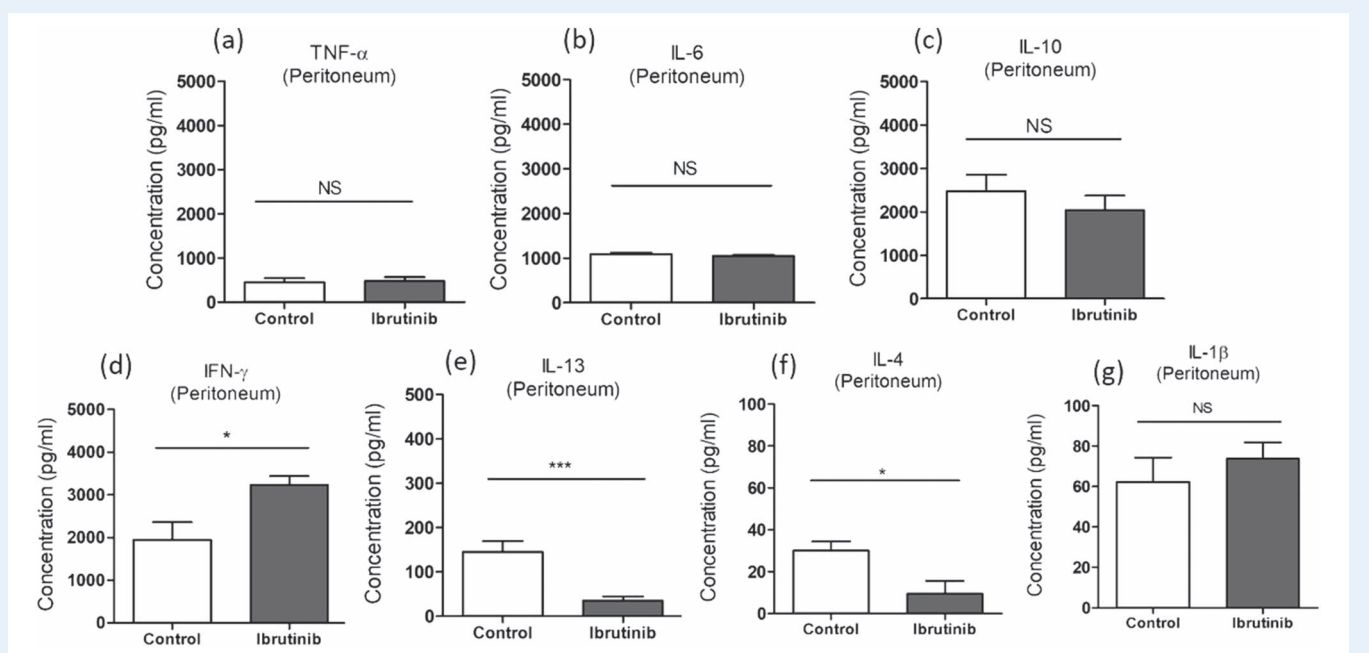 (a)
TNF-α
(Peritoneum)
Concentration (pg/ml)
5000
4000
3000
2000
1000
0
NS
Control Ibrutinib
(b)
IL-6
(Peritoneum)
Concentration (pg/ml)
5000
4000
3000
2000
1000
0
NS
Control Ibrutinib
(c)
IL-10
(Peritoneum)
Concentration (pg/ml)
5000
4000
3000
2000
1000
0
NS
Control Ibrutinib
(d)
IFN-γ
(Peritoneum)
Concentration (pg/ml)
5000
4000
3000
2000
1000
0
*
Control Ibrutinib
(e)
IL-13
(Peritoneum)
Concentration (pg/ml)
500
400
300
200
100
0
***
Control Ibrutinib
(f)
IL-4
(Peritoneum)
Concentration (pg/ml)
100
80
60
40
20
0
*
Control Ibrutinib
(g)
IL-1β
(Peritoneum)
Concentration (pg/ml)
100
80
60
40
20
0
NS
Control Ibrutinib